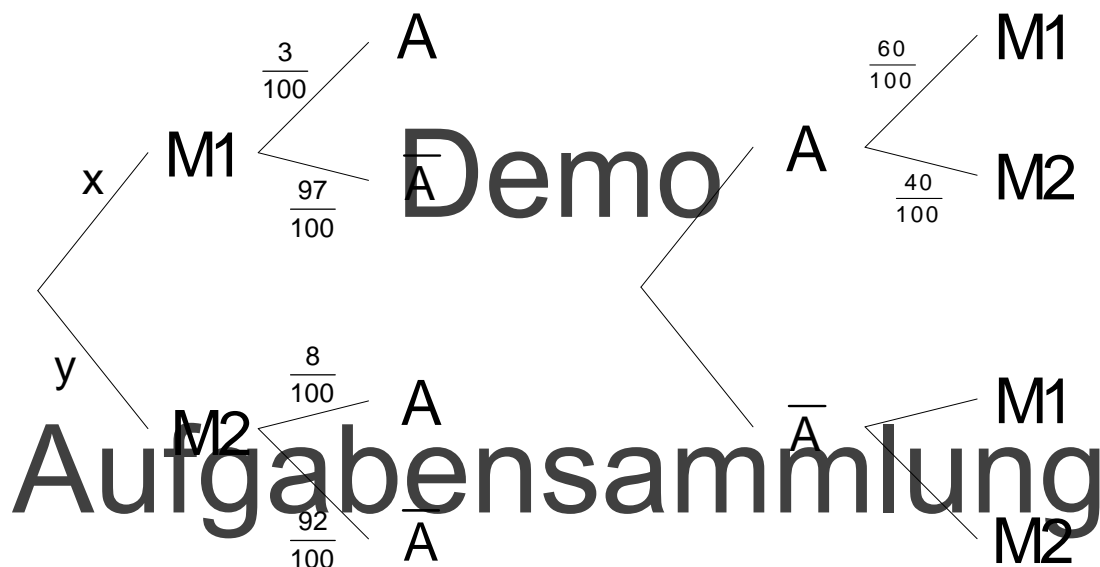 A M1
3/100 60/100
M1 Demo A
x A̅ M2
97/100 40/100
y 8/100
A M1
M2 A̅
Aufgabensammlung
92/100 A̅ M2